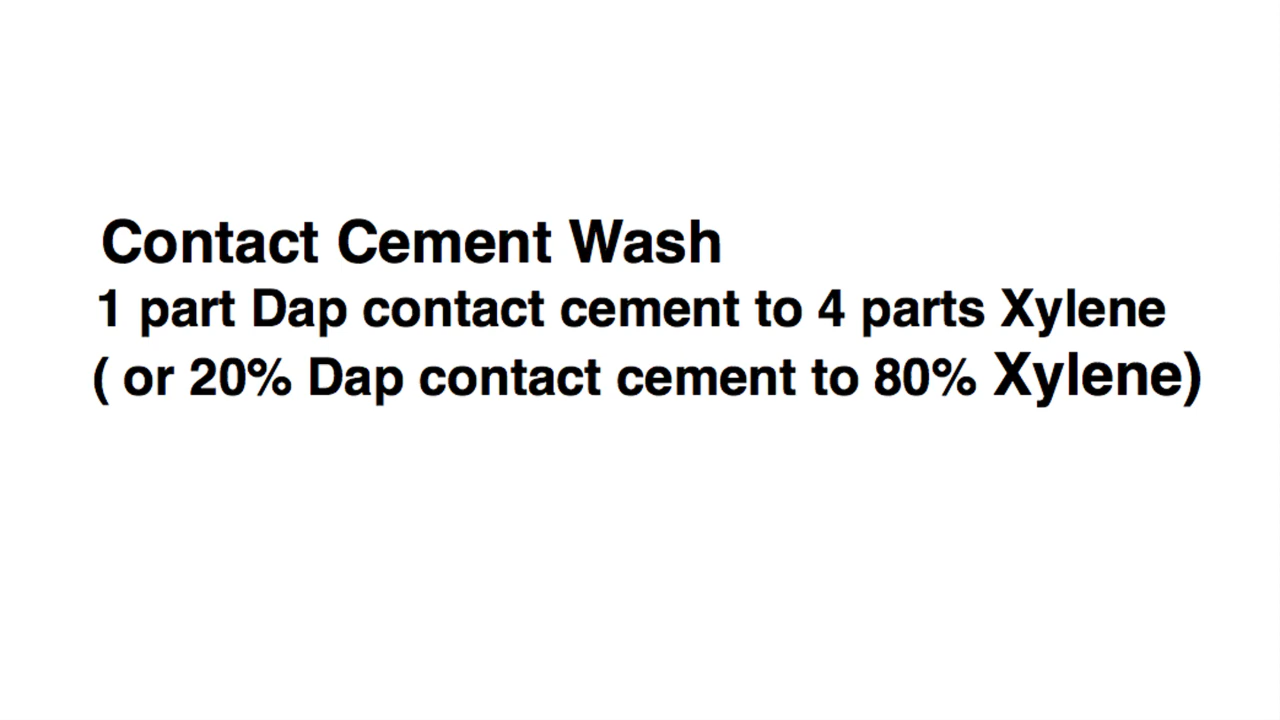 Contact Cement Wash
1 part Dap contact cement to 4 parts Xylene
( or 20% Dap contact cement to 80% Xylene)